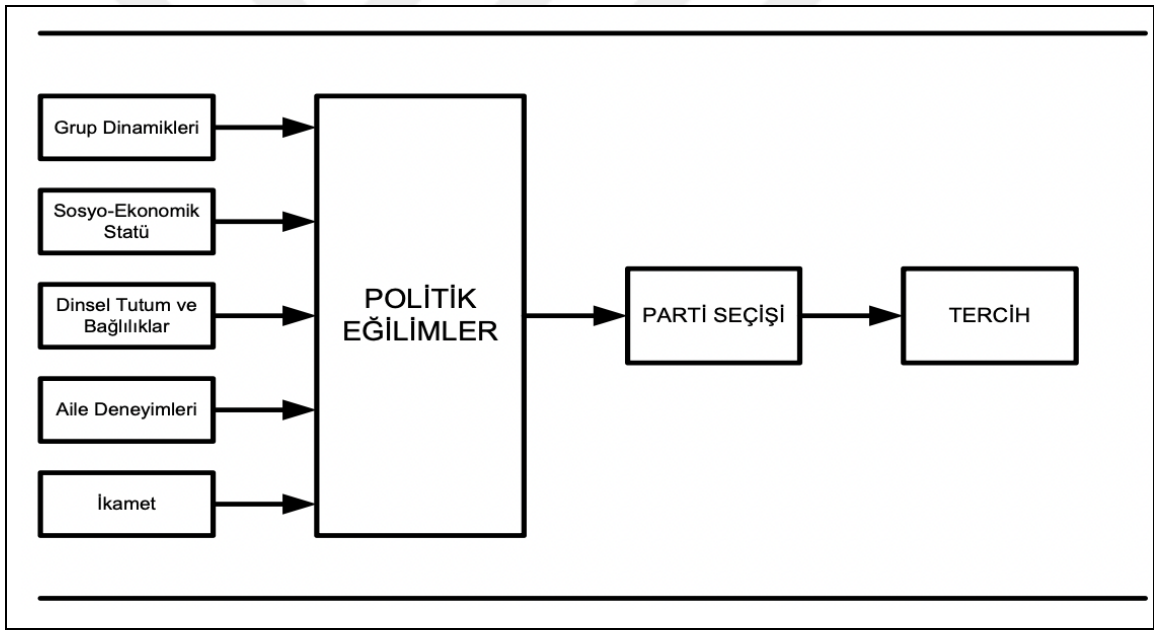 Grup Dinamikleri
Sosyo-Ekonomik
Statü
Dinsel Tutum ve
Bağlılıklar
Aile Deneyimleri
İkamet
POLİTİK
EĞİLİMLER
PARTİ SEÇİŞİ
TERCİH